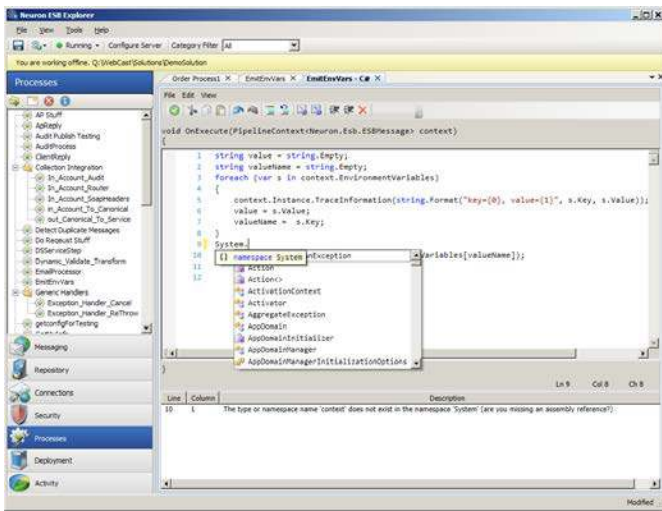 Neuron ESB Explorer
File View Tools Help
Running Configure Server Category Filter All
You are working offline. Q:\WebCast\Solutions\DemoSolution
Processes
Order Process1 EmitEnvVars EmitEnvVars - C#
File Edit View
AP Stuff
ApReply
Audit Publish Testing
AuditProcess
ClientReply
Collection Integration
In_Account_Audit
In_Account_Router
In_Account_SoapHeaders
in_Account_To_Canonical
out_Canonical_To_Service
Detect Duplicate Messages
Do Request Stuff
DSServiceStep
Dynamic_Validate_Transform
EmailProcessor
EmitEnvVars
Generic Handlers
Exception_Handler_Cancel
Exception_Handler_ReThrow
getconfigForTesting
Messaging
Repository
Connections
Security
Processes
Deployment
Activity
void OnExecute(PipelineContext<Neuron.Esb.ESBMessage> context)
{
1 string value = string.Empty;
2 string valueName = string.Empty;
3 foreach (var s in context.EnvironmentVariables)
4 {
5 context.Instance.TraceInformation(string.Format("key={0}, value={1}", s.Key, s.Value));
6 value = s.Value;
7 valueName = s.Key;
8 }
9 System.
10 {} namespace System onException Variables[valueName]);
11 Action
12 Action<>
ActivationContext
Activator
AggregateException
AppDomain
AppDomainInitializer
AppDomainManager
AppDomainManagerInitializationOptions
}
Ln 9 Col 8 Ch 8
Line Column Description
10 1 The type or namespace name 'context' does not exist in the namespace 'System' (are you missing an assembly reference?)
Modified